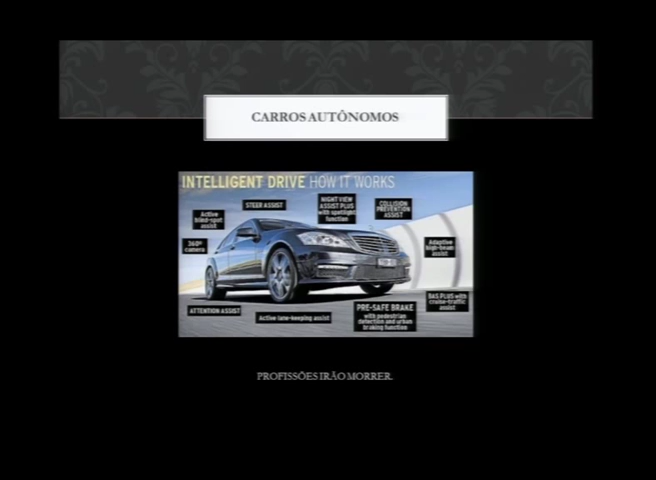 CARROS AUTÔNOMOS
INTELLIGENT DRIVE HOW IT WORKS
STEER ASSIST
NIGHT VIEW
ASSIST PLUS
with spotlight
function
COLLISION
PREVENTION
ASSIST
Active
blind-spot
assist
360º
camera
Adaptive
high-beam
assist
ATTENTION ASSIST
Active lane-keeping assist
PRE-SAFE BRAKE
with pedestrian
detection and urban
braking function
BAS PLUS with
cross-traffic
assist
PROFISSÕES IRÃO MORRER.